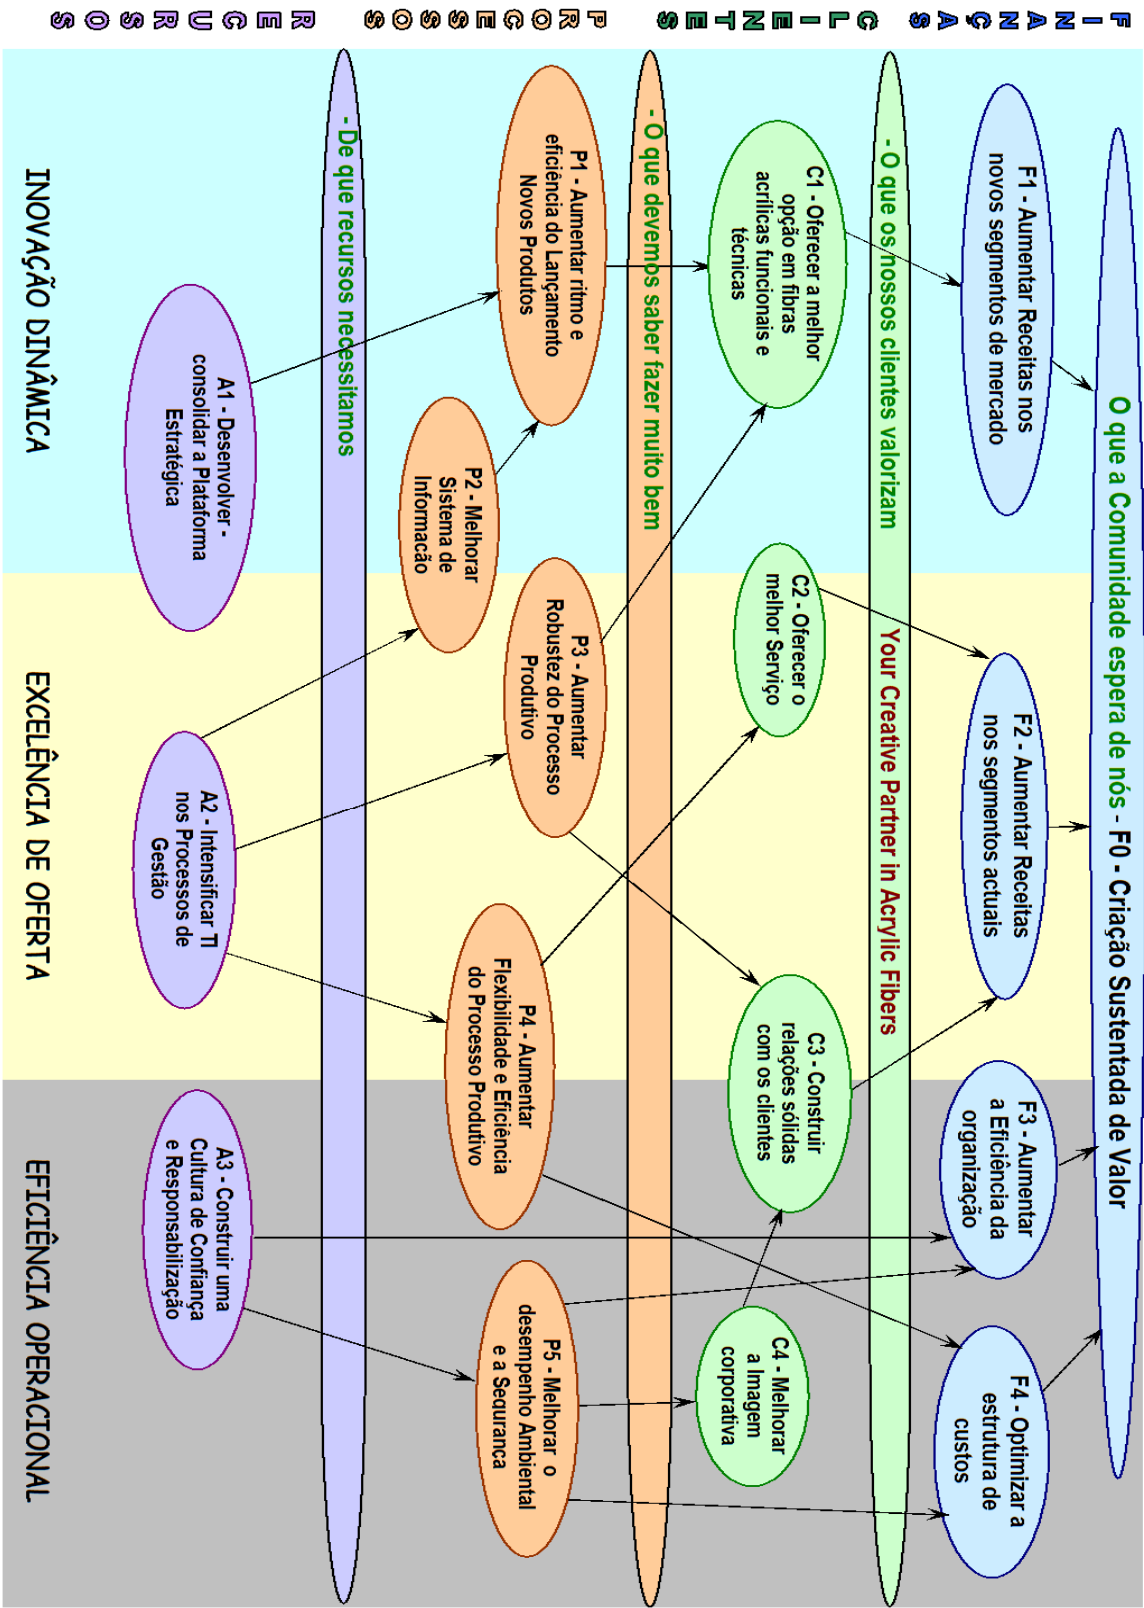 FINANÇAS
O que a Comunidade espera de nós - F0 - Criação Sustentada de Valor
F1 - Aumentar Receitas nos
novos segmentos de mercado
F2 - Aumentar Receitas
nos segmentos actuais
F3 - Aumentar
a Eficiência da
organização
F4 - Optimizar a
estrutura de
custos
CLIENTES
- O que os nossos clientes valorizam
Your Creative Partner in Acrylic Fibers
C1 - Oferecer a melhor
opção em fibras
acrílicas funcionais e
técnicas
C2 - Oferecer o
melhor Serviço
C3 - Construir
relações sólidas
com os clientes
C4 - Melhorar
a Imagem
corporativa
PROCESSOS
- O que devemos saber fazer muito bem
P1 - Aumentar ritmo e
eficiência do Lançamento
Novos Produtos
P2 - Melhorar
Sistema de
Informacão
P3 - Aumentar
Robustez do Processo
Produtivo
P4 - Aumentar
Flexibilidade e Eficiência
do Processo Produtivo
P5 - Melhorar o
desempenho Ambiental
e a Segurança
RECURSOS
- De que recursos necessitamos
A1 - Desenvolver -
consolidar a Plataforma
Estratégica
A2 - Intensificar TI
nos Processos de
Gestão
A3 - Construir uma
Cultura de Confiança
e Responsabilização
INOVAÇÃO DINÂMICA
EXCELÊNCIA DE OFERTA
EFICIÊNCIA OPERACIONAL